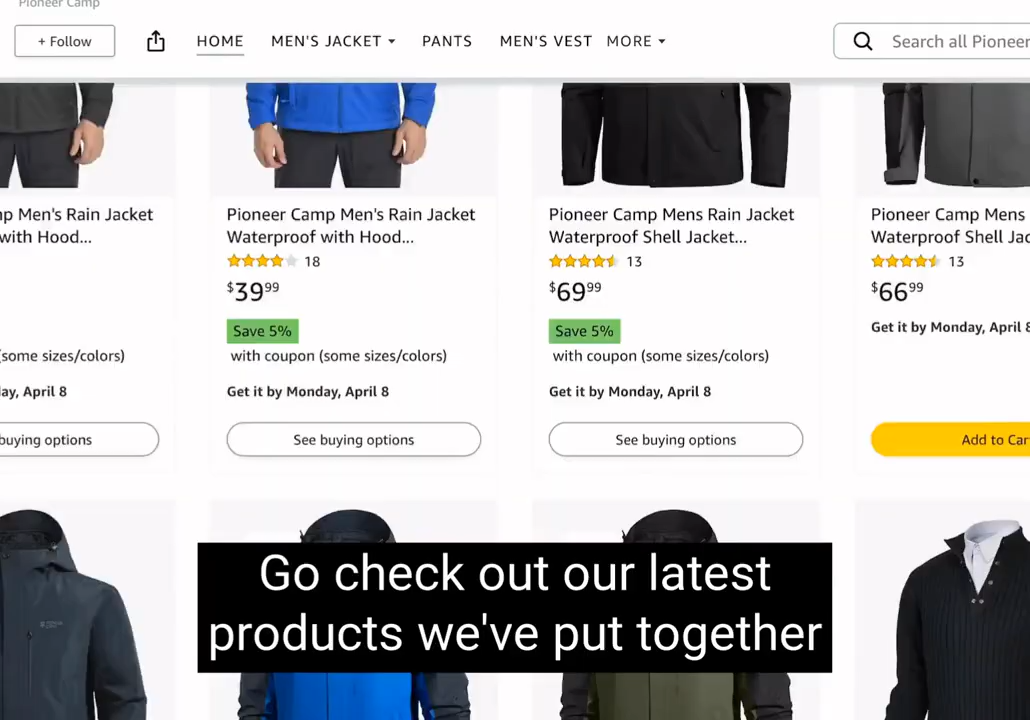 Pioneer Camp
+ Follow
HOME
MEN'S JACKET
PANTS
MEN'S VEST
MORE
Search all Pioneer
p Men's Rain Jacket
with Hood...
(some sizes/colors)
ay, April 8
buying options
Pioneer Camp Men's Rain Jacket
Waterproof with Hood...
18
$39.99
Save 5%
with coupon (some sizes/colors)
Get it by Monday, April 8
See buying options
Pioneer Camp Mens Rain Jacket
Waterproof Shell Jacket...
13
$69.99
Save 5%
with coupon (some sizes/colors)
Get it by Monday, April 8
See buying options
Pioneer Camp Mens
Waterproof Shell Jac
13
$66.99
Get it by Monday, April 8
Add to Car
Go check out our latest
products we've put together